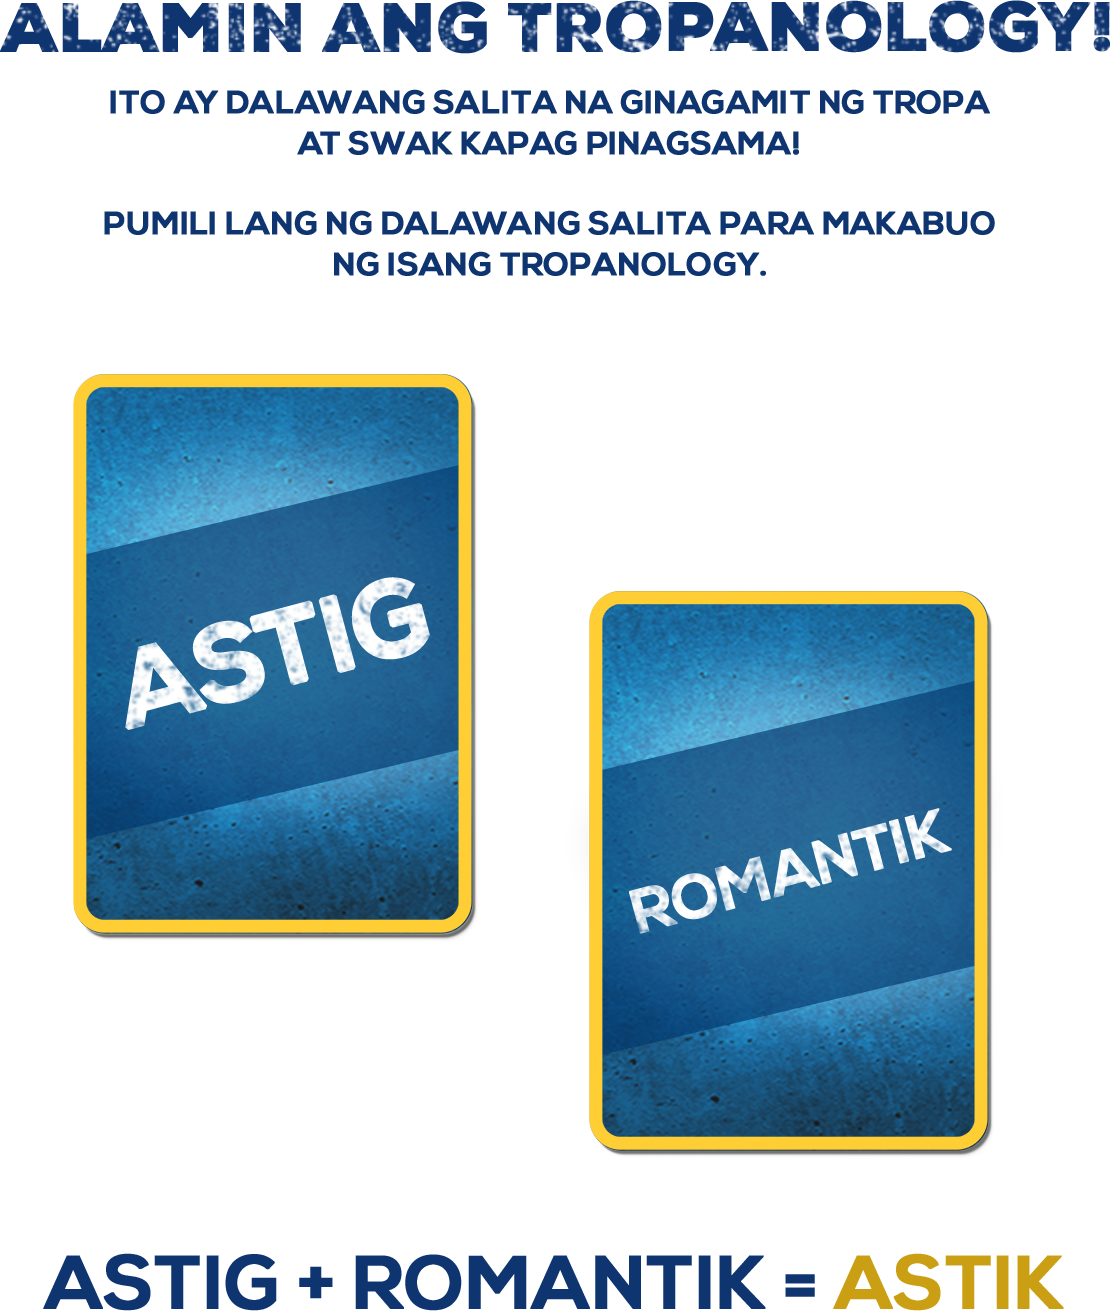 ALAMIN ANG TROPANOLOGY!
ITO AY DALAWANG SALITA NA GINAGAMIT NG TROPA
AT SWAK KAPAG PINAGSAMA!
PUMILI LANG NG DALAWANG SALITA PARA MAKABUO
NG ISANG TROPANOLOGY.
ASTIG
ROMANTIK
ASTIG + ROMANTIK = ASTIK